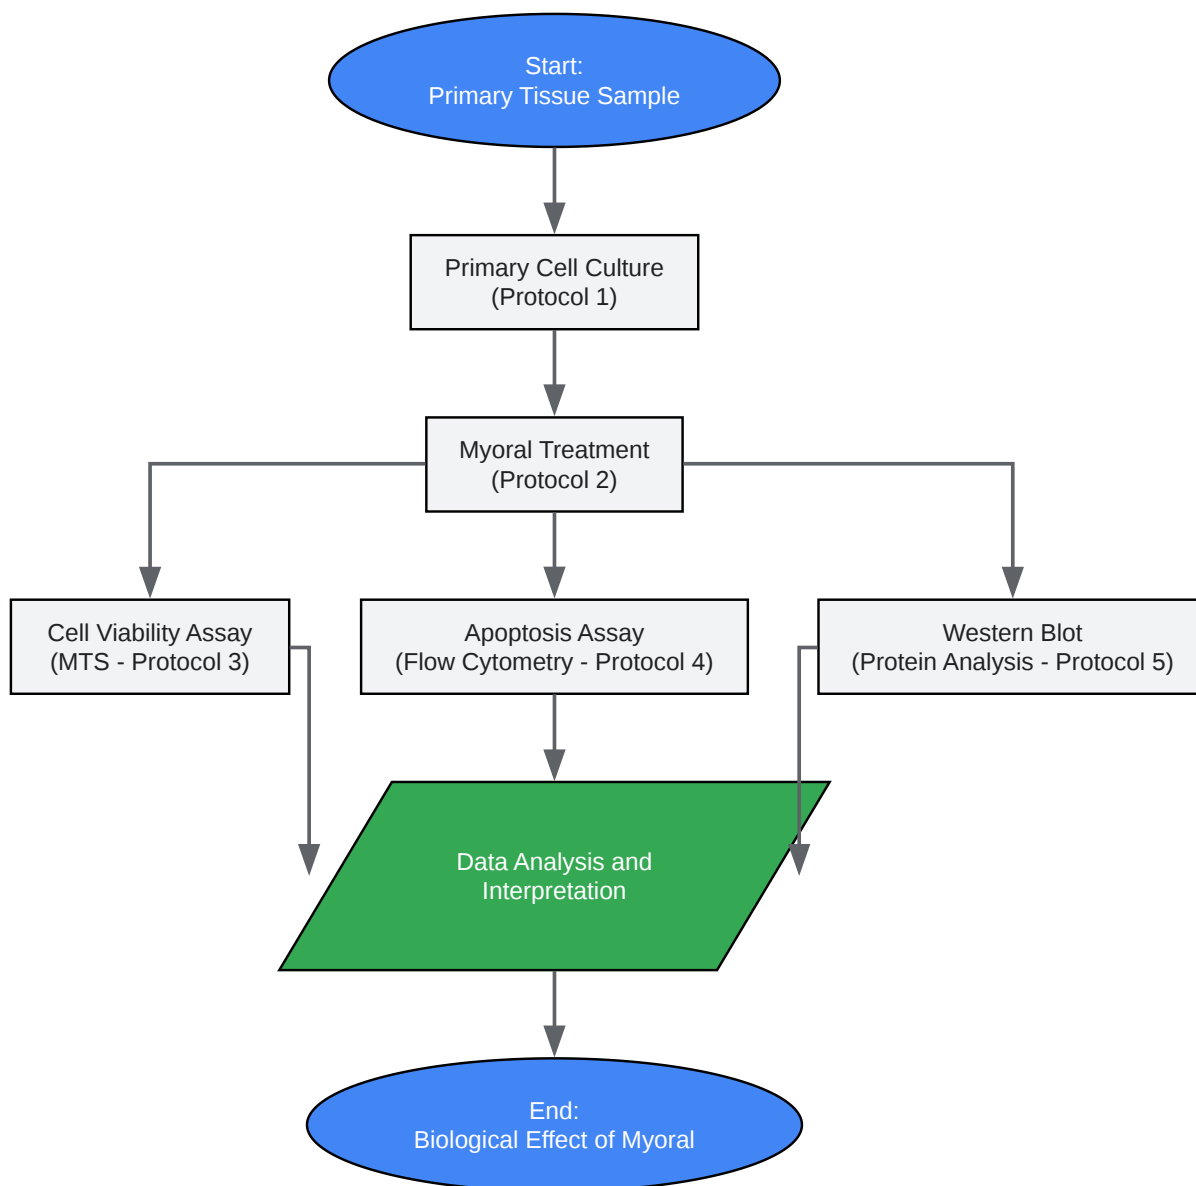 Start:
Primary Tissue Sample
Primary Cell Culture
(Protocol 1)
Myoral Treatment
(Protocol 2)
Cell Viability Assay
(MTS - Protocol 3)
Apoptosis Assay
(Flow Cytometry - Protocol 4)
Western Blot
(Protein Analysis - Protocol 5)
Data Analysis and
Interpretation
End:
Biological Effect of Myoral